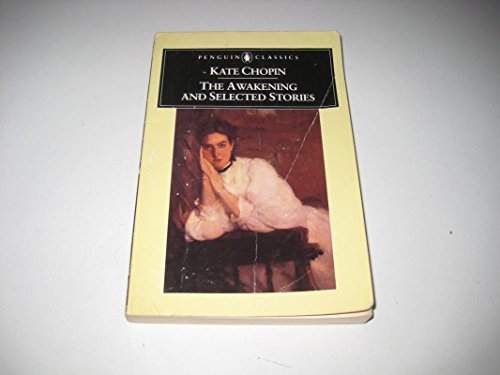 PENGUIN CLASSICS
KATE CHOPIN
THE AWAKENING
AND SELECTED STORIES